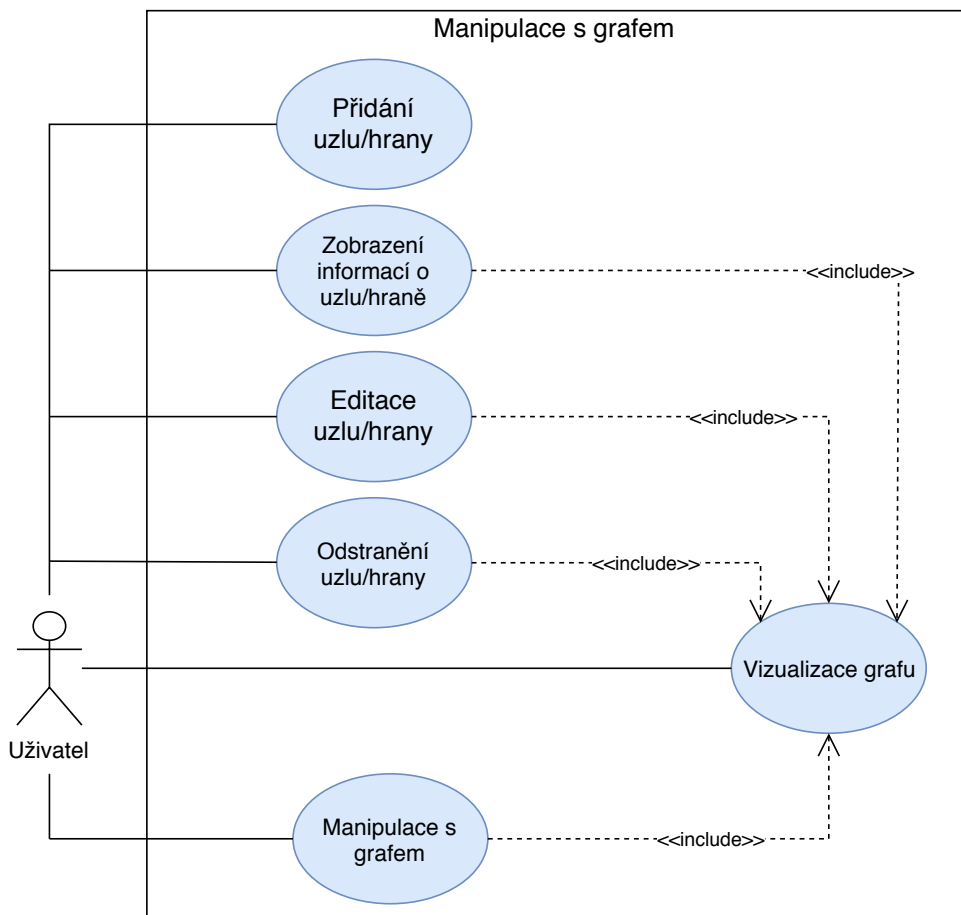 Manipulace s grafem
Přidání
uzlu/hrany
Zobrazení
informací o
uzlu/hraně
<<include>>
Editace
uzlu/hrany
<<include>>
Odstranění
uzlu/hrany
<<include>>
Vizualizace grafu
Uživatel
Manipulace s
grafem
<<include>>